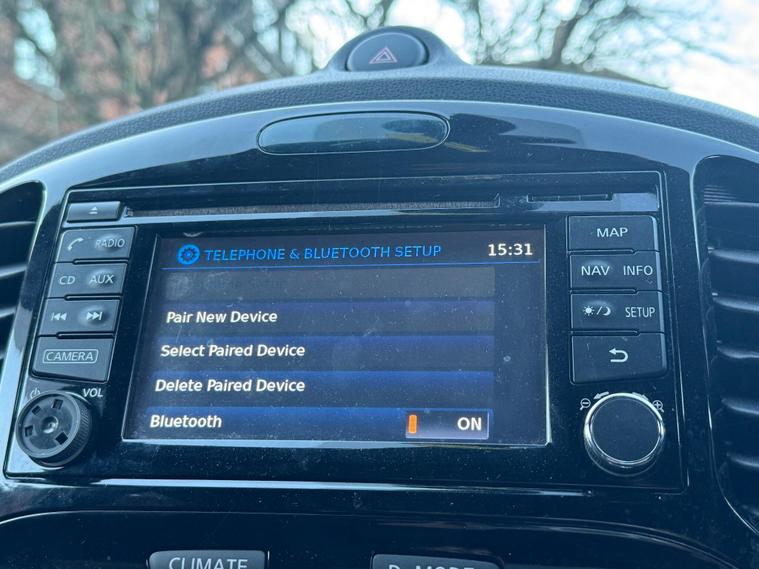 TELEPHONE & BLUETOOTH SETUP 15:31
Pair New Device
Select Paired Device
Delete Paired Device
Bluetooth ON
RADIO
CD AUX
CAMERA
VOL
MAP
NAV INFO
SETUP
CLIMATE
D-MODE